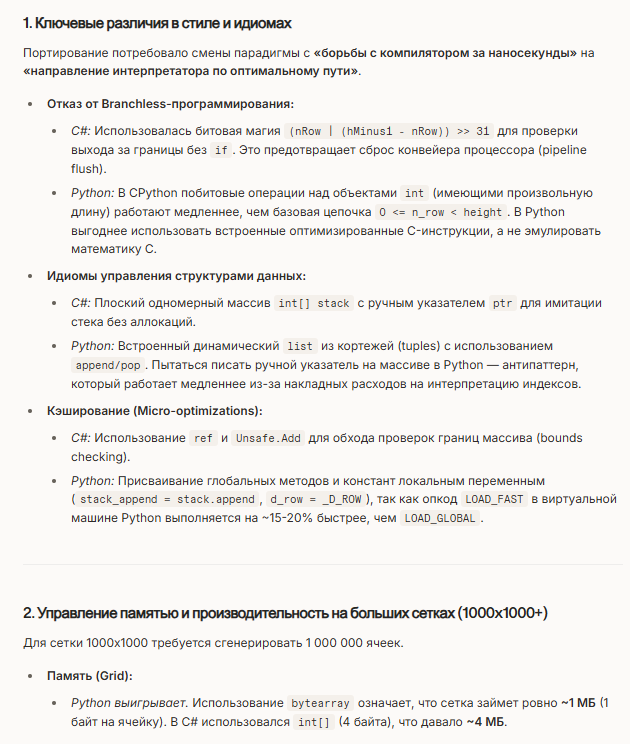 1. Ключевые различия в стиле и идиомах
Портирование потребовало смены парадигмы с «борьбы с компилятором за наносекунды» на
«направление интерпретатора по оптимальному пути».
• Отказ от Branchless-программирования:
• C#: Использовалась битовая магия (nRow | (hMinus1 - nRow)) >> 31 для проверки
выхода за границы без if. Это предотвращает сброс конвейера процессора (pipeline
flush).
• Python: В CPython побитовые операции над объектами int (имеющими произвольную
длину) работают медленнее, чем базовая цепочка 0 <= n_row < height. В Python
выгоднее использовать встроенные оптимизированные C-инструкции, а не эмулировать
математику C.
• Идиомы управления структурами данных:
• C#: Плоский одномерный массив int[] stack с ручным указателем ptr для имитации
стека без аллокаций.
• Python: Встроенный динамический list из кортежей (tuples) с использованием
append/pop. Пытаться писать ручной указатель на массиве в Python — антипаттерн,
который работает медленнее из-за накладных расходов на интерпретацию индексов.
• Кэширование (Micro-optimizations):
• C#: Использование ref и Unsafe.Add для обхода проверок границ массива (bounds
checking).
• Python: Присваивание глобальных методов и констант локальным переменным
(stack_append = stack.append, d_row = _D_ROW), так как опкод LOAD_FAST в виртуальной
машине Python выполняется на ~15-20% быстрее, чем LOAD_GLOBAL.
2. Управление памятью и производительность на больших сетках (1000x1000+)
Для сетки 1000x1000 требуется сгенерировать 1 000 000 ячеек.
• Память (Grid):
• Python выигрывает. Использование bytearray означает, что сетка займет ровно ~1 МБ (1
байт на ячейку). В C# использовался int[] (4 байта), что давало ~4 МБ.